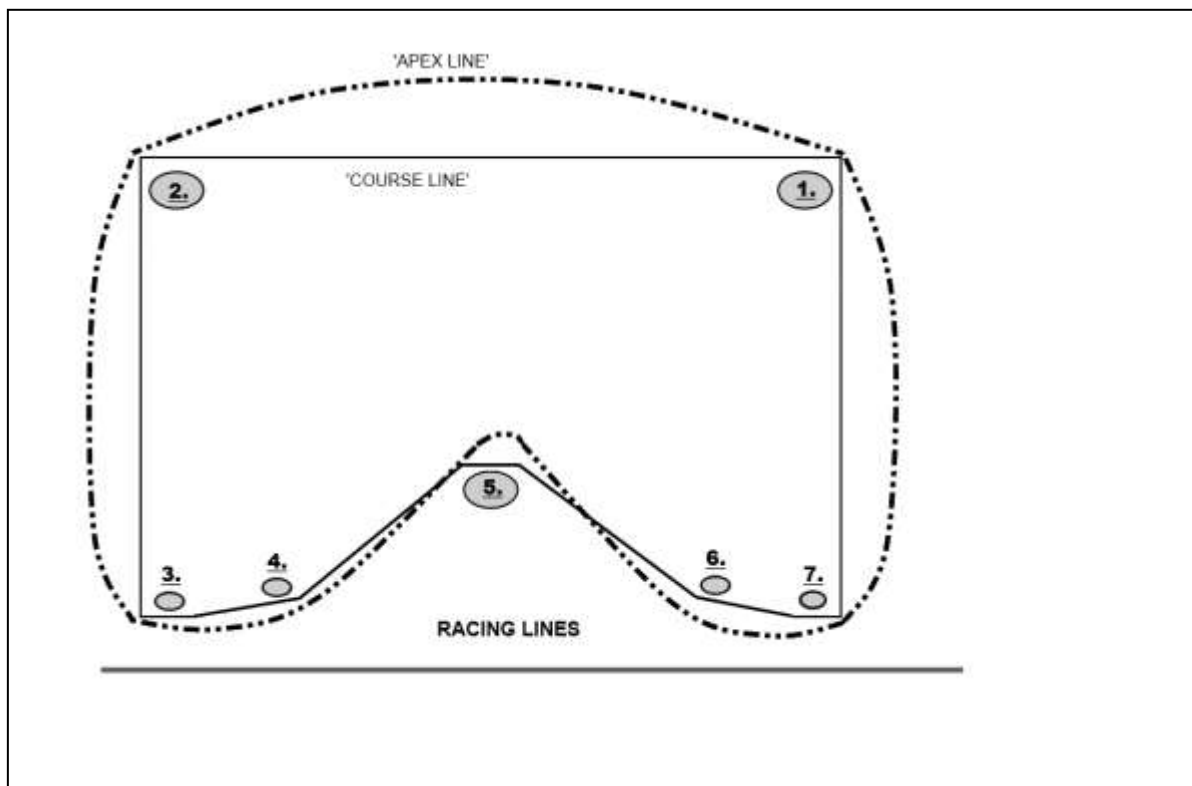 'APEX LINE'
'COURSE LINE'
2.
1.
5.
3.
4.
6.
7.
RACING LINES